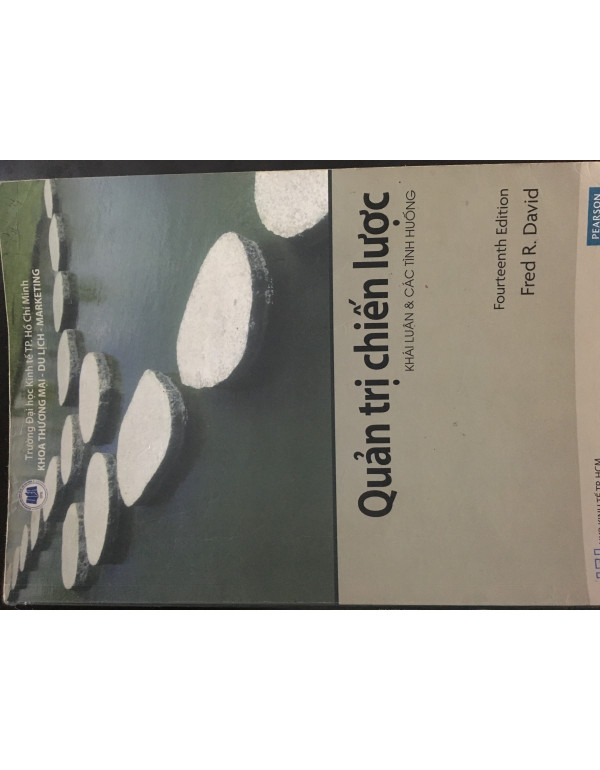 Trường Đại học Kinh tế TP. Hồ Chí Minh
KHOA THƯƠNG MẠI - DU LỊCH - MARKETING
Quản trị chiến lược
KHÁI LUẬN & CÁC TÌNH HUỐNG
Fourteenth Edition
Fred R. David
PEARSON
KINH TẾ TP. HCM